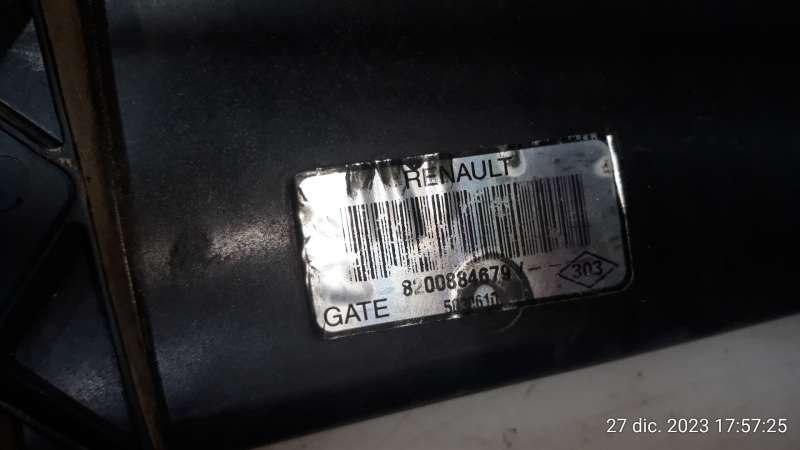 RENAULT
8200884679
303
GATE
27 dic. 2023 17:57:25